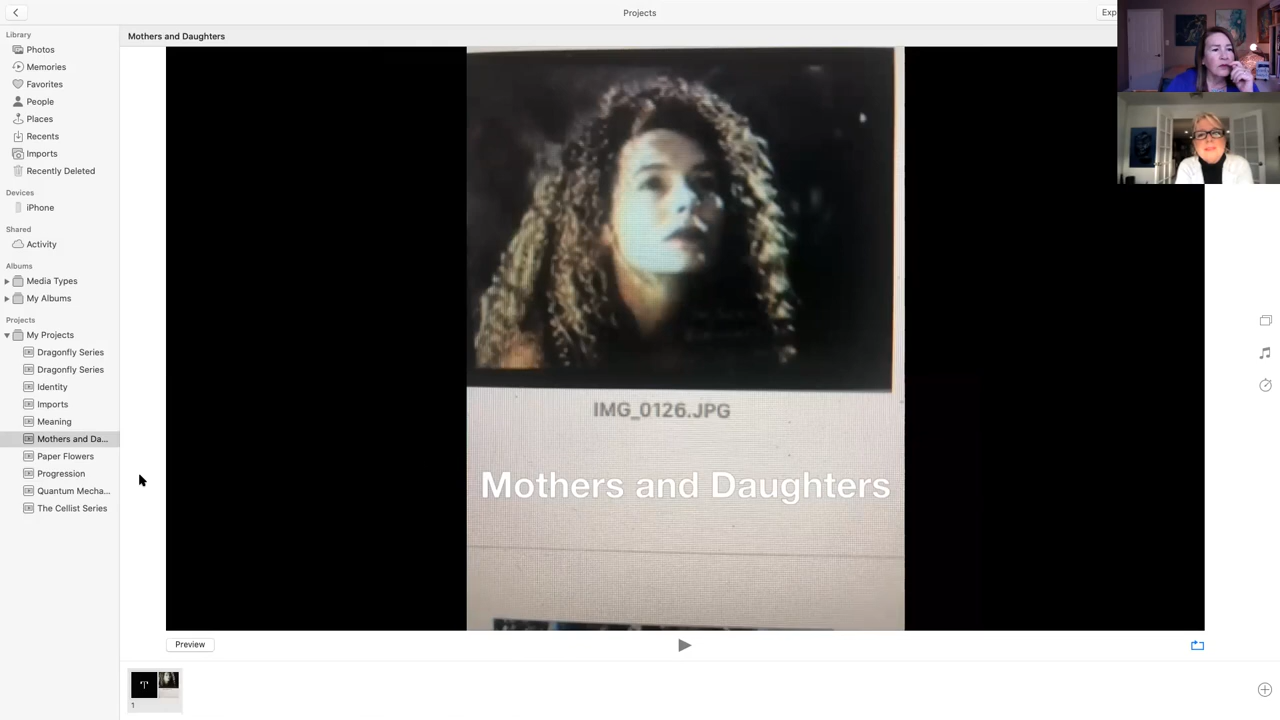 Projects
Exp
Library
Photos
Memories
Favorites
People
Places
Recents
Imports
Recently Deleted
Devices
iPhone
Shared
Activity
Albums
Media Types
My Albums
Projects
My Projects
Dragonfly Series
Dragonfly Series
Identity
Imports
Meaning
Mothers and Da...
Paper Flowers
Progression
Quantum Mecha...
The Cellist Series
Mothers and Daughters
IMG_0126.JPG
Mothers and Daughters
Preview
1